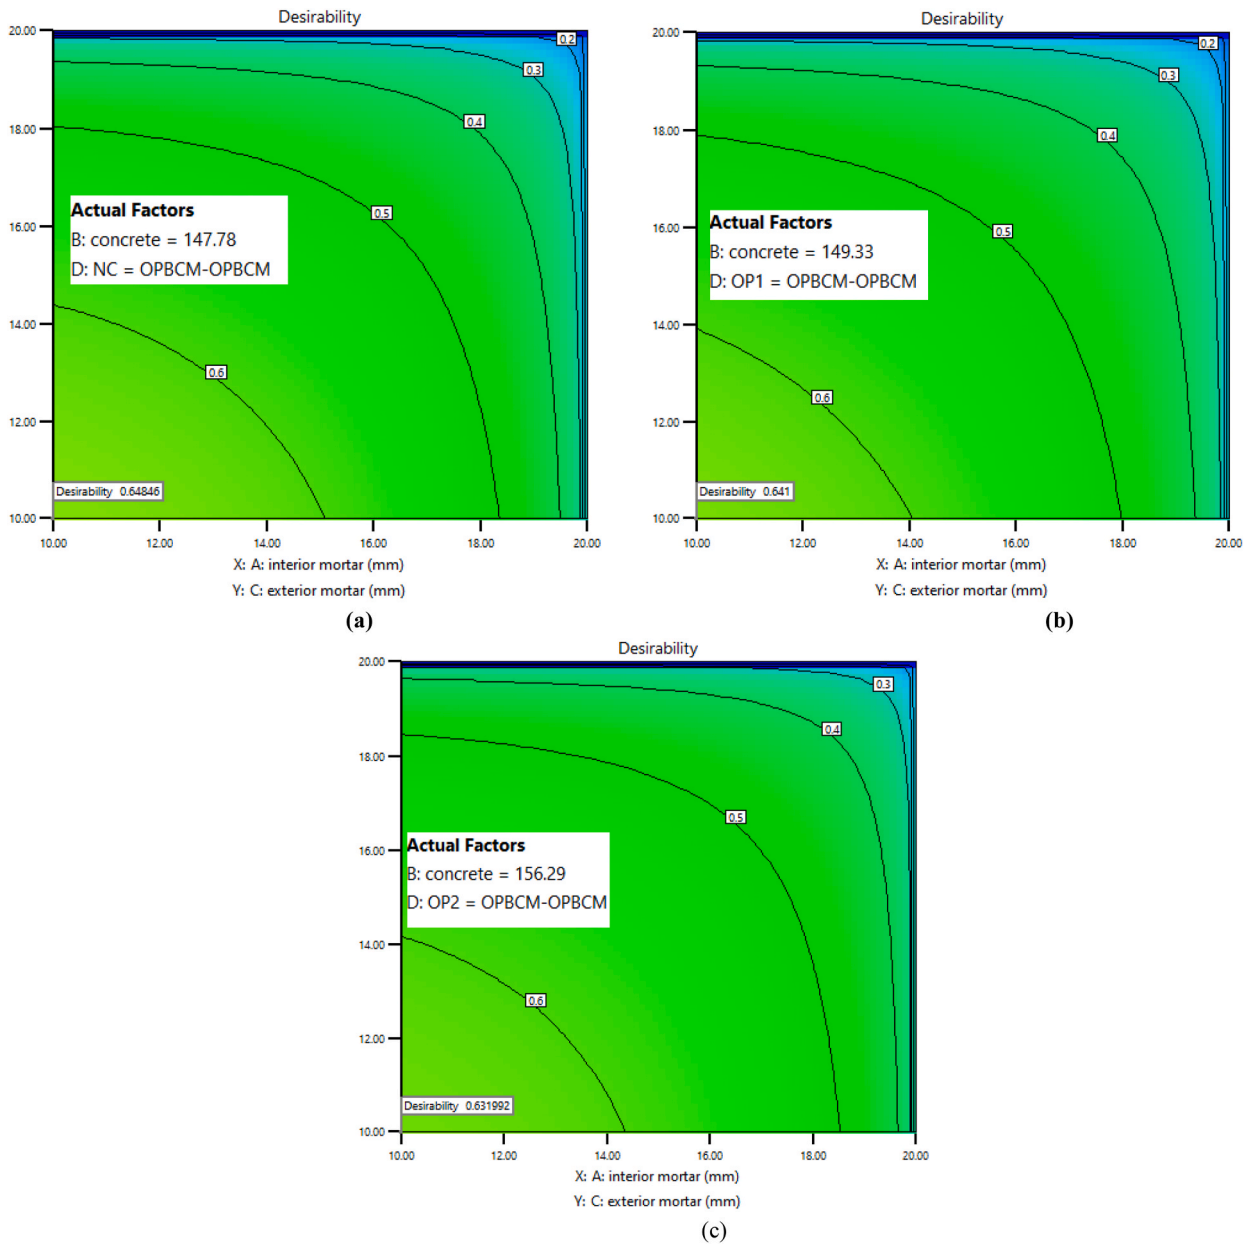 Desirability
20.00
18.00
16.00
14.00
12.00
10.00
0.2
0.3
0.4
0.5
0.6
Actual Factors
B: concrete = 147.78
D: NC = OPBCM-OPBCM
Desirability 0.64846
10.00 12.00 14.00 16.00 18.00 20.00
X: A: interior mortar (mm)
Y: C: exterior mortar (mm)
(a)
Desirability
20.00
18.00
16.00
14.00
12.00
10.00
0.2
0.3
0.4
0.5
0.6
Actual Factors
B: concrete = 149.33
D: OP1 = OPBCM-OPBCM
Desirability 0.641
10.00 12.00 14.00 16.00 18.00 20.00
X: A: interior mortar (mm)
Y: C: exterior mortar (mm)
(b)
Desirability
20.00
18.00
16.00
14.00
12.00
10.00
0.3
0.4
0.5
0.6
Actual Factors
B: concrete = 156.29
D: OP2 = OPBCM-OPBCM
Desirability 0.631992
10.00 12.00 14.00 16.00 18.00 20.00
X: A: interior mortar (mm)
Y: C: exterior mortar (mm)
(c)